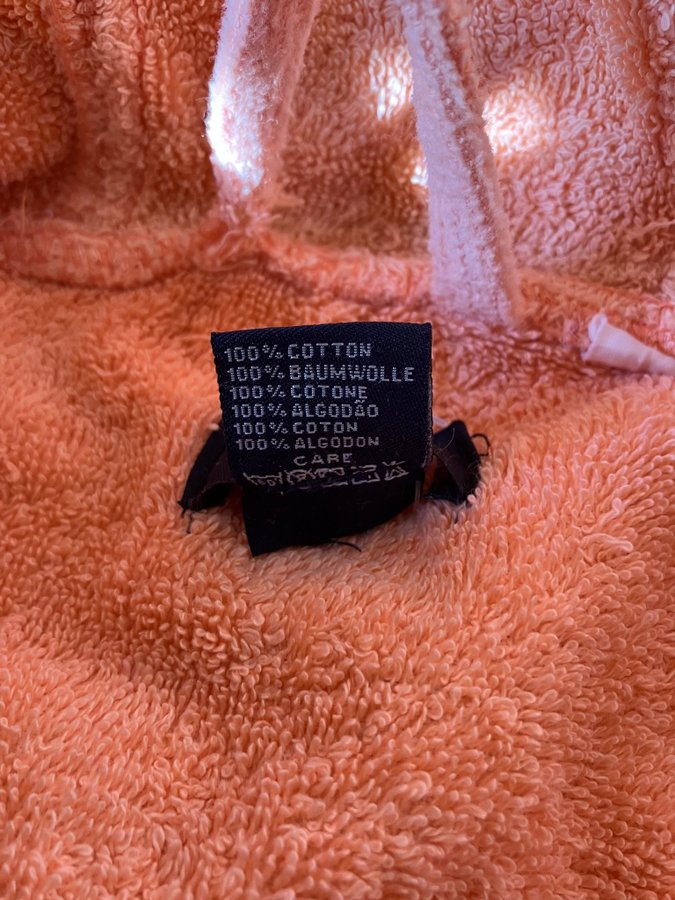 100% COTTON
100% BAUMWOLLE
100% COTONE
100% ALGODÃO
100% COTON
100% ALGODON
CARE